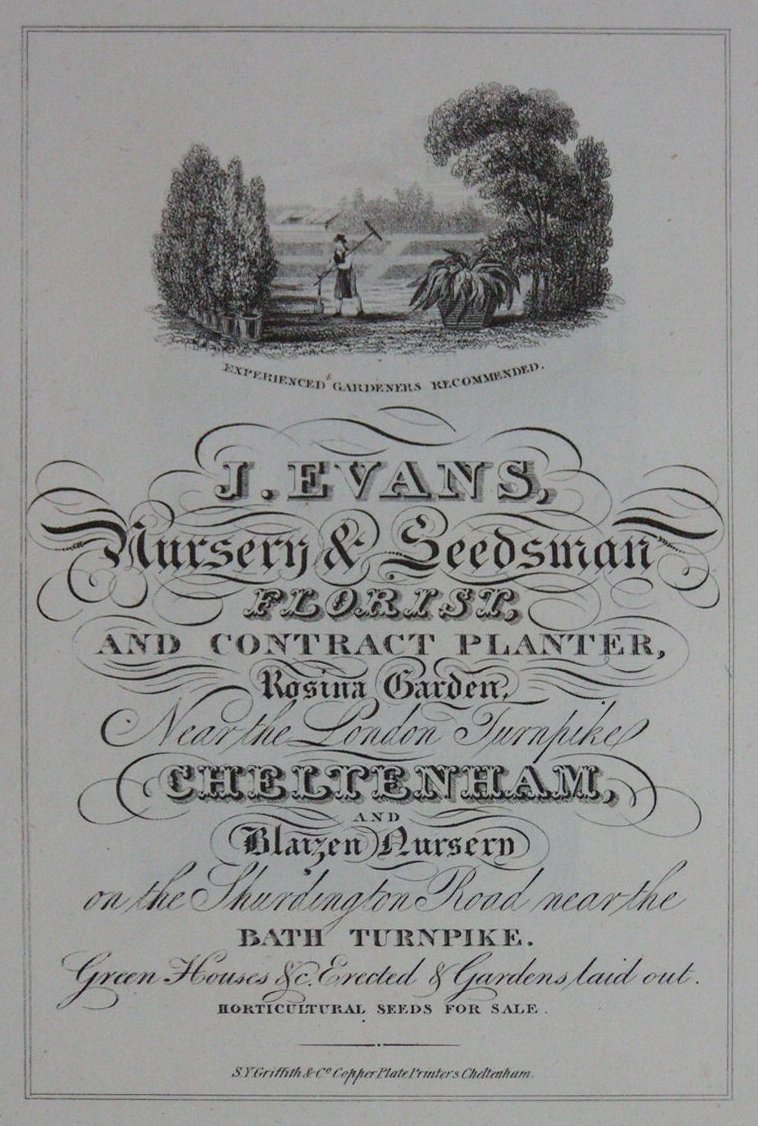 EXPERIENCED GARDENERS RECOMMENDED.
J. EVANS,
Nursery & Seedsman
FLORIST,
AND CONTRACT PLANTER,
Rosina Garden,
Near the London Turnpike
CHELTENHAM,
AND
Blaizen Nursery
on the Shurdington Road near the
BATH TURNPIKE.
Green Houses &c. Erected & Gardens laid out.
HORTICULTURAL SEEDS FOR SALE.
S.Y. Griffith & Co. Copper Plate Printers Cheltenham.